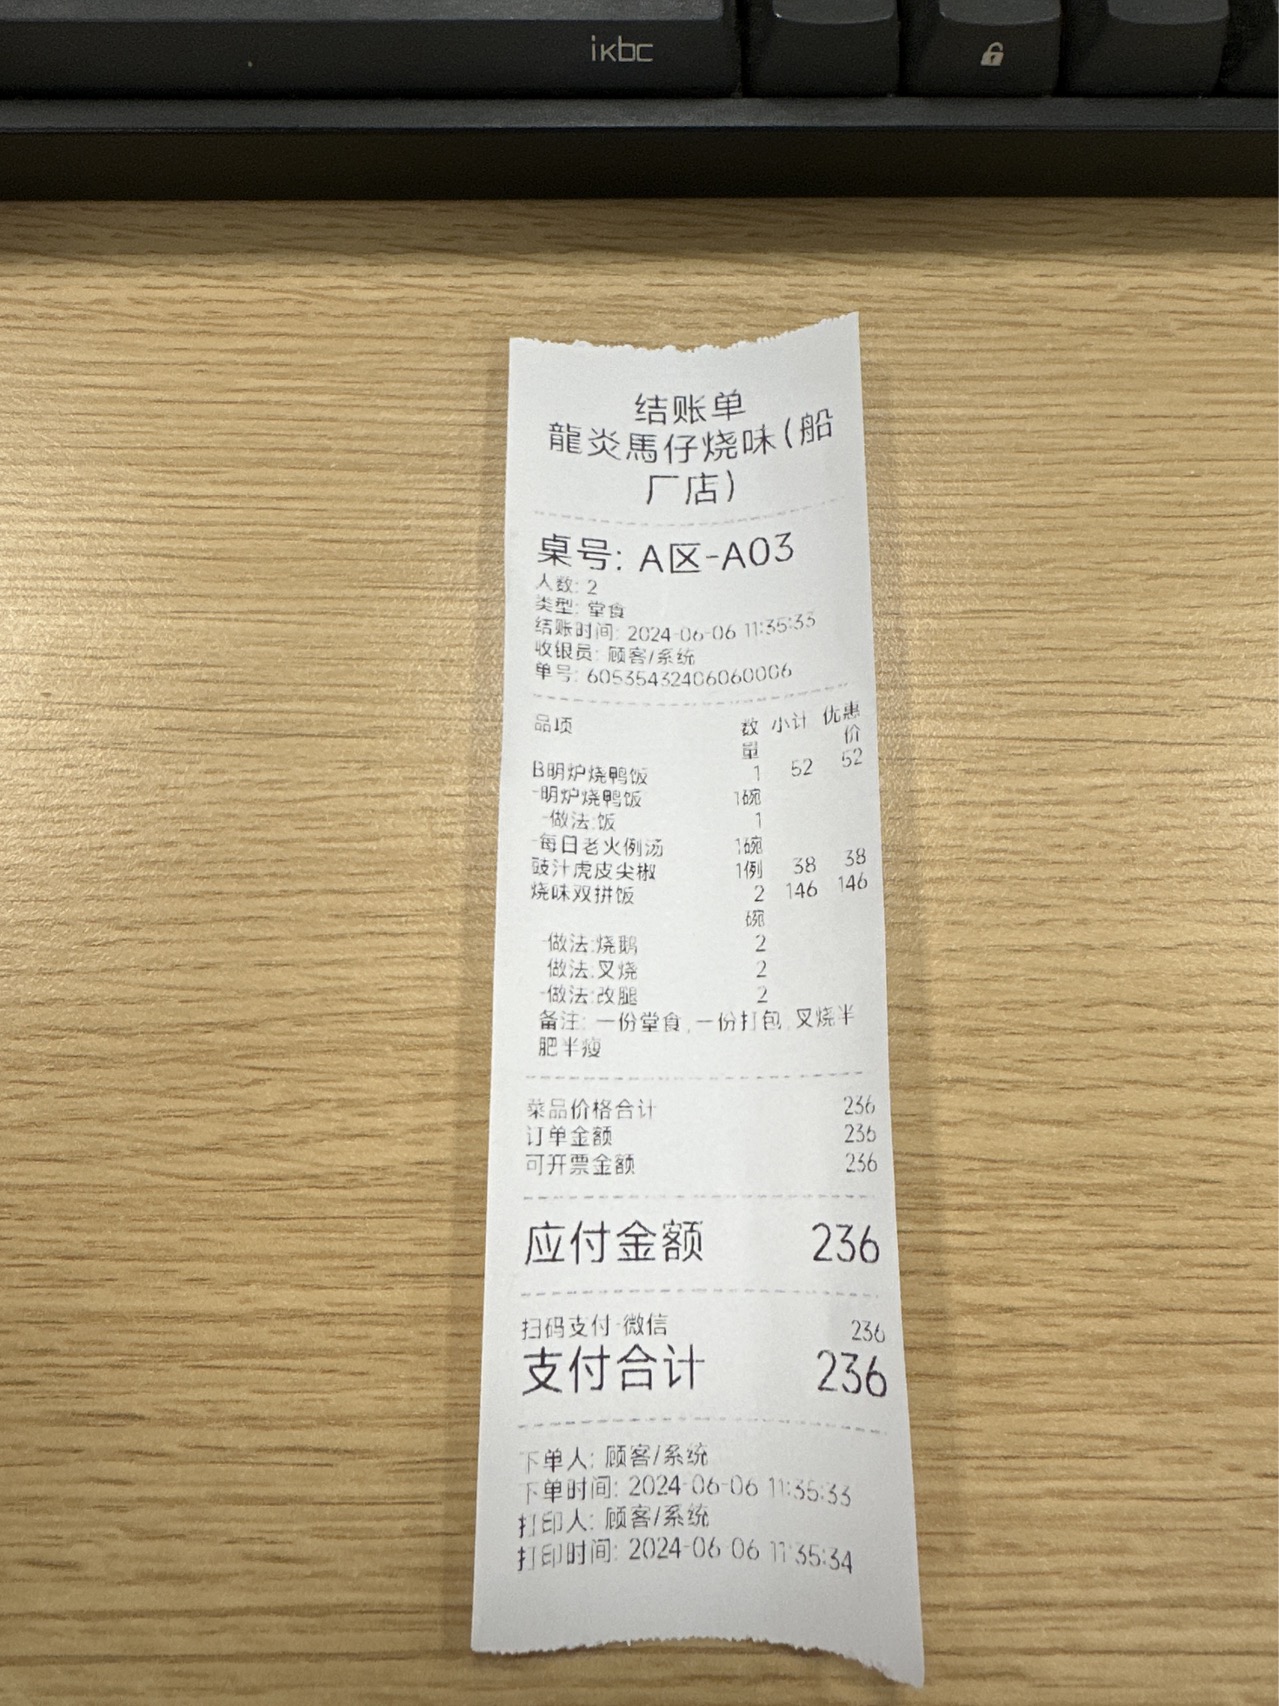 ikbc
结账单
龍炎馬仔烧味(船
厂店)
桌号: A区-A03
人数: 2
类型: 堂食
结账时间: 2024-06-06 11:35:33
收银员: 顾客/系统
单号: 605354324060600006
品项 数量 小计 优惠价
B明炉烧鸭饭 1 52 52
-明炉烧鸭饭 1碗
-做法:饭 1
-每日老火例汤 1碗
豉汁虎皮尖椒 1例 38 38
烧味双拼饭 2 146 146
碗
-做法:烧鹅 2
-做法:叉烧 2
-做法:改腿 2
备注: 一份堂食,一份打包,叉烧半
肥半瘦
菜品价格合计 236
订单金额 236
可开票金额 236
应付金额 236
扫码支付-微信 236
支付合计 236
下单人: 顾客/系统
下单时间: 2024-06-06 11:35:33
打印人: 顾客/系统
打印时间: 2024-06-06 11:35:34